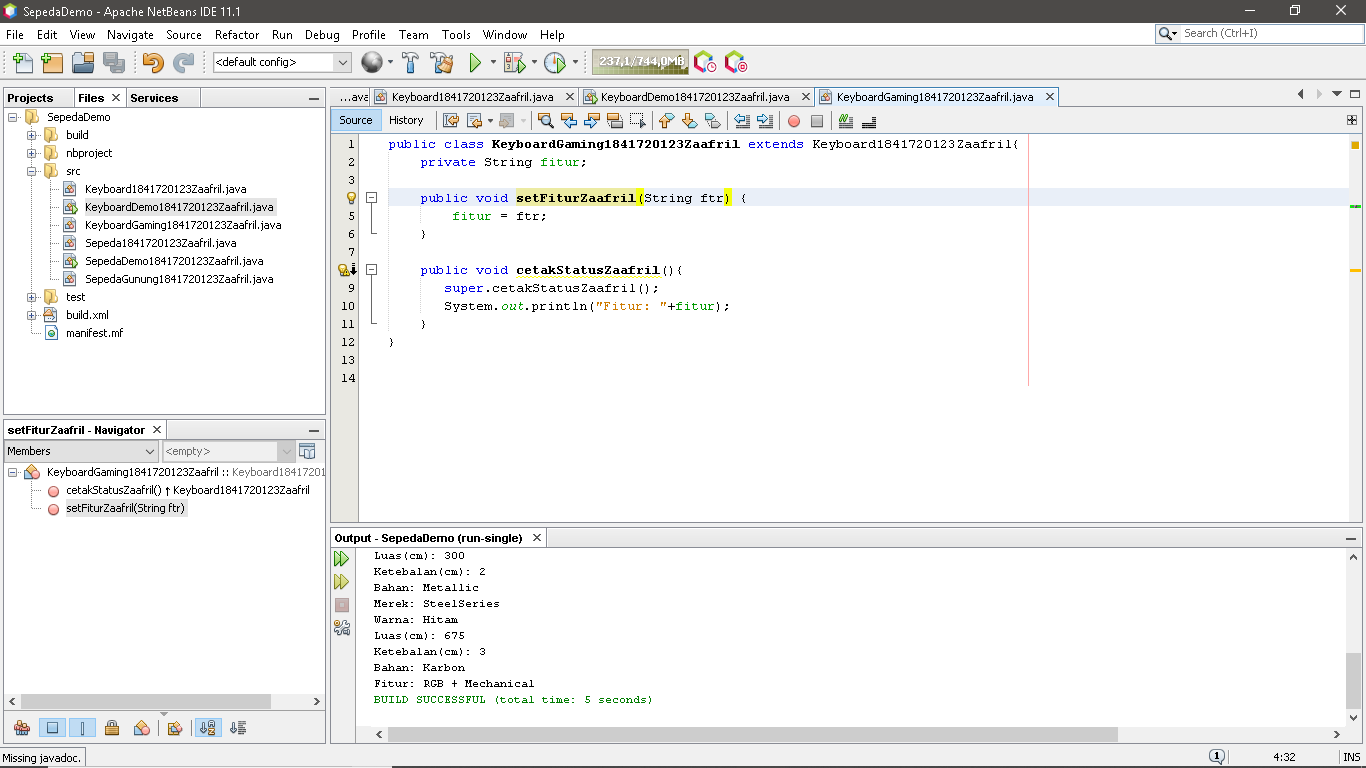 SepedaDemo - Apache NetBeans IDE 11.1
File Edit View Navigate Source Refactor Run Debug Profile Team Tools Window Help
Search (Ctrl+I)
<default config>
237,1/744,0MB
Projects Files Services
SepedaDemo
build
nbproject
src
Keyboard1841720123Zaafril.java
KeyboardDemo1841720123Zaafril.java
KeyboardGaming1841720123Zaafril.java
Sepeda1841720123Zaafril.java
SepedaDemo1841720123Zaafril.java
SepedaGunung1841720123Zaafril.java
test
build.xml
manifest.mf
setFiturZaafril - Navigator
Members <empty>
KeyboardGaming1841720123Zaafril :: Keyboard18417201
cetakStatusZaafril() ↑ Keyboard1841720123Zaafril
setFiturZaafril(String ftr)
...ava Keyboard1841720123Zaafril.java KeyboardDemo1841720123Zaafril.java KeyboardGaming1841720123Zaafril.java
Source History
1 public class KeyboardGaming1841720123Zaafril extends Keyboard1841720123Zaafril{
2 private String fitur;
3
public void setFiturZaafril(String ftr) {
5 fitur = ftr;
6 }
7
public void cetakStatusZaafril(){
9 super.cetakStatusZaafril();
10 System.out.println("Fitur: "+fitur);
11 }
12 }
13
14
Output - SepedaDemo (run-single)
Luas(cm): 300
Ketebalan(cm): 2
Bahan: Metallic
Merek: SteelSeries
Warna: Hitam
Luas(cm): 675
Ketebalan(cm): 3
Bahan: Karbon
Fitur: RGB + Mechanical
BUILD SUCCESSFUL (total time: 5 seconds)
Missing javadoc.
1 4:32 INS